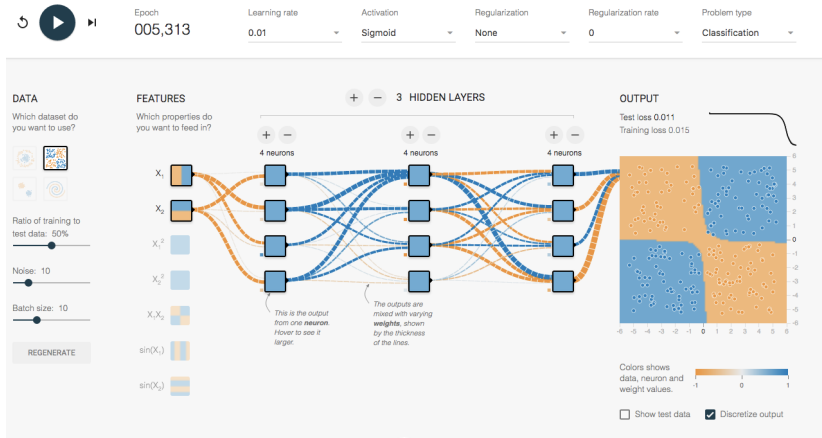 Epoch
005,313
Learning rate
0.01
Activation
Sigmoid
Regularization
None
Regularization rate
0
Problem type
Classification
DATA
Which dataset do
you want to use?
Ratio of training to
test data: 50%
Noise: 10
Batch size: 10
REGENERATE
FEATURES
Which properties do
you want to feed in?
X₁
X₂
X₁²
X₂²
X₁X₂
sin(X₁)
sin(X₂)
+ − 3 HIDDEN LAYERS
+ −
4 neurons
+ −
4 neurons
+ −
4 neurons
This is the output
from one neuron.
Hover to see it
larger.
The outputs are
mixed with varying
weights, shown
by the thickness
of the lines.
OUTPUT
Test loss 0.011
Training loss 0.015
6
5
4
3
2
1
0
-1
-2
-3
-4
-5
-6
-6 -5 -4 -3 -2 -1 0 1 2 3 4 5 6
Colors shows
data, neuron and
weight values.
-1 0 1
Show test data
Discretize output